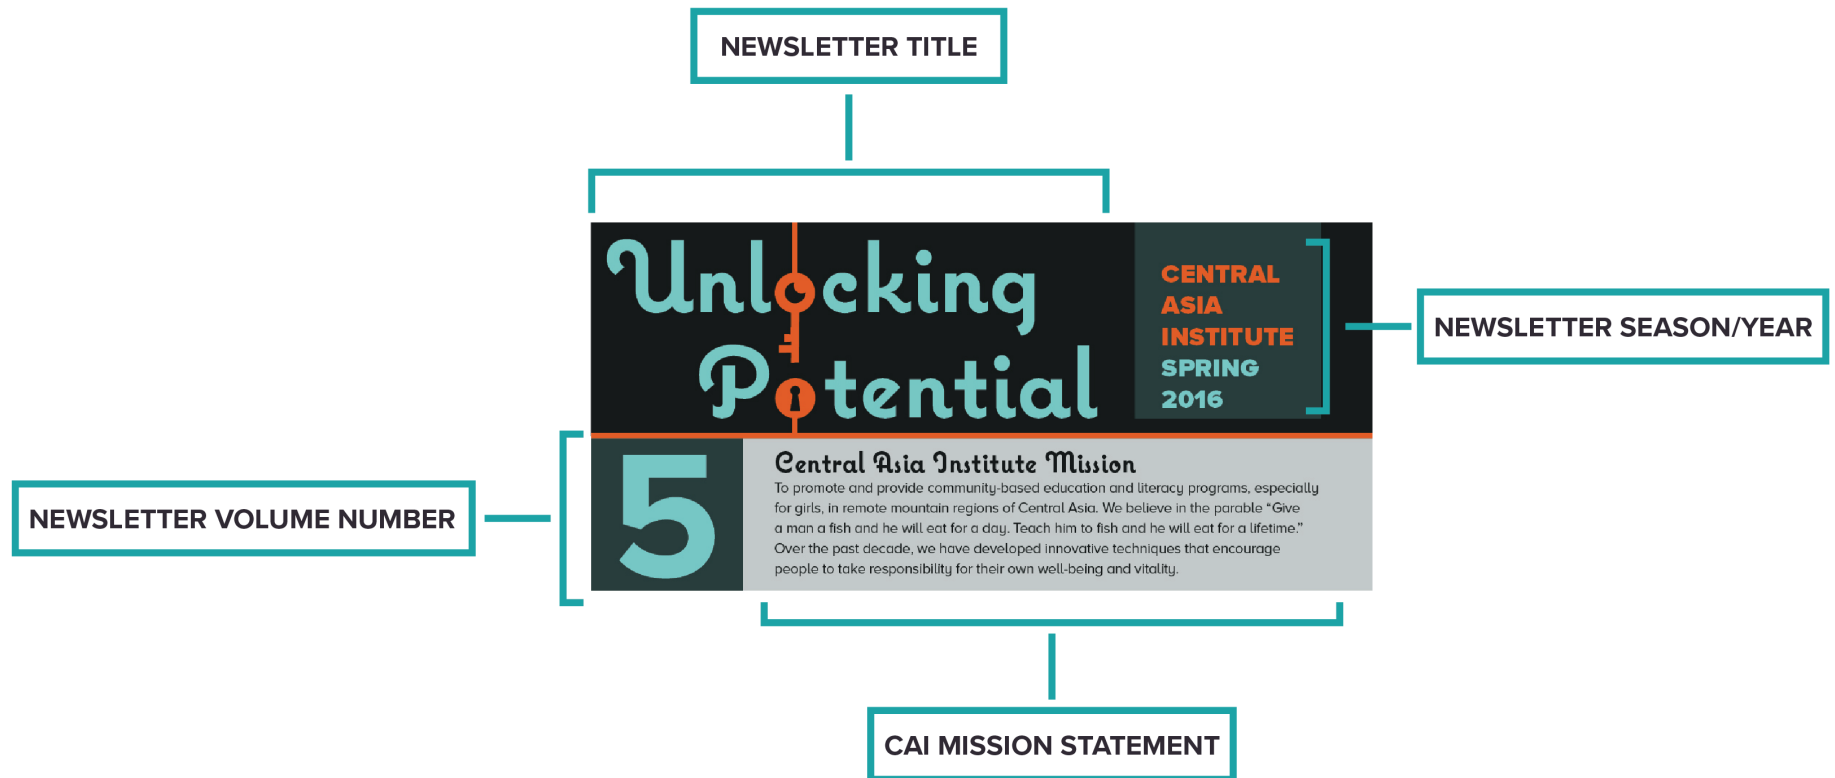 NEWSLETTER TITLE
Unlocking
Potential
CENTRAL
ASIA
INSTITUTE
SPRING
2016
NEWSLETTER SEASON/YEAR
NEWSLETTER VOLUME NUMBER
5
Central Asia Institute Mission
To promote and provide community-based education and literacy programs, especially
for girls, in remote mountain regions of Central Asia. We believe in the parable “Give
a man a fish and he will eat for a day. Teach him to fish and he will eat for a lifetime.”
Over the past decade, we have developed innovative techniques that encourage
people to take responsibility for their own well-being and vitality.
CAI MISSION STATEMENT